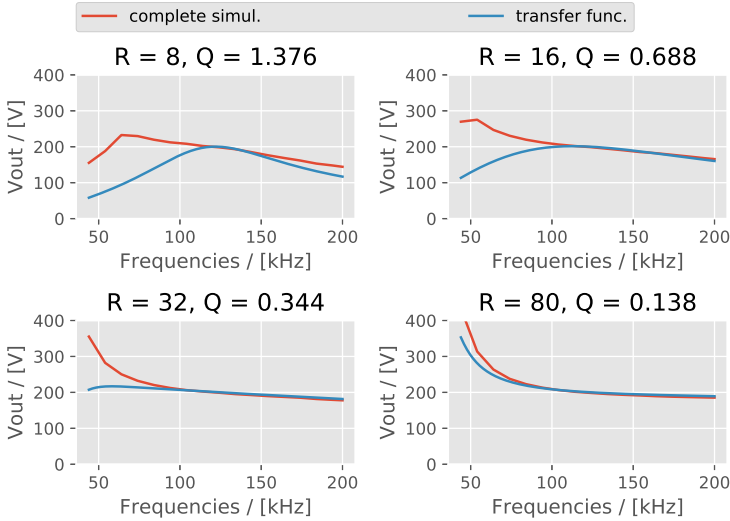 complete simul. transfer func.
R = 8, Q = 1.376 R = 16, Q = 0.688
400 400
300 300
200 200
100 100
0 0
Vout / [V] Vout / [V]
50 100 150 200 50 100 150 200
Frequencies / [kHz] Frequencies / [kHz]
R = 32, Q = 0.344 R = 80, Q = 0.138
400 400
300 300
200 200
100 100
0 0
Vout / [V] Vout / [V]
50 100 150 200 50 100 150 200
Frequencies / [kHz] Frequencies / [kHz]